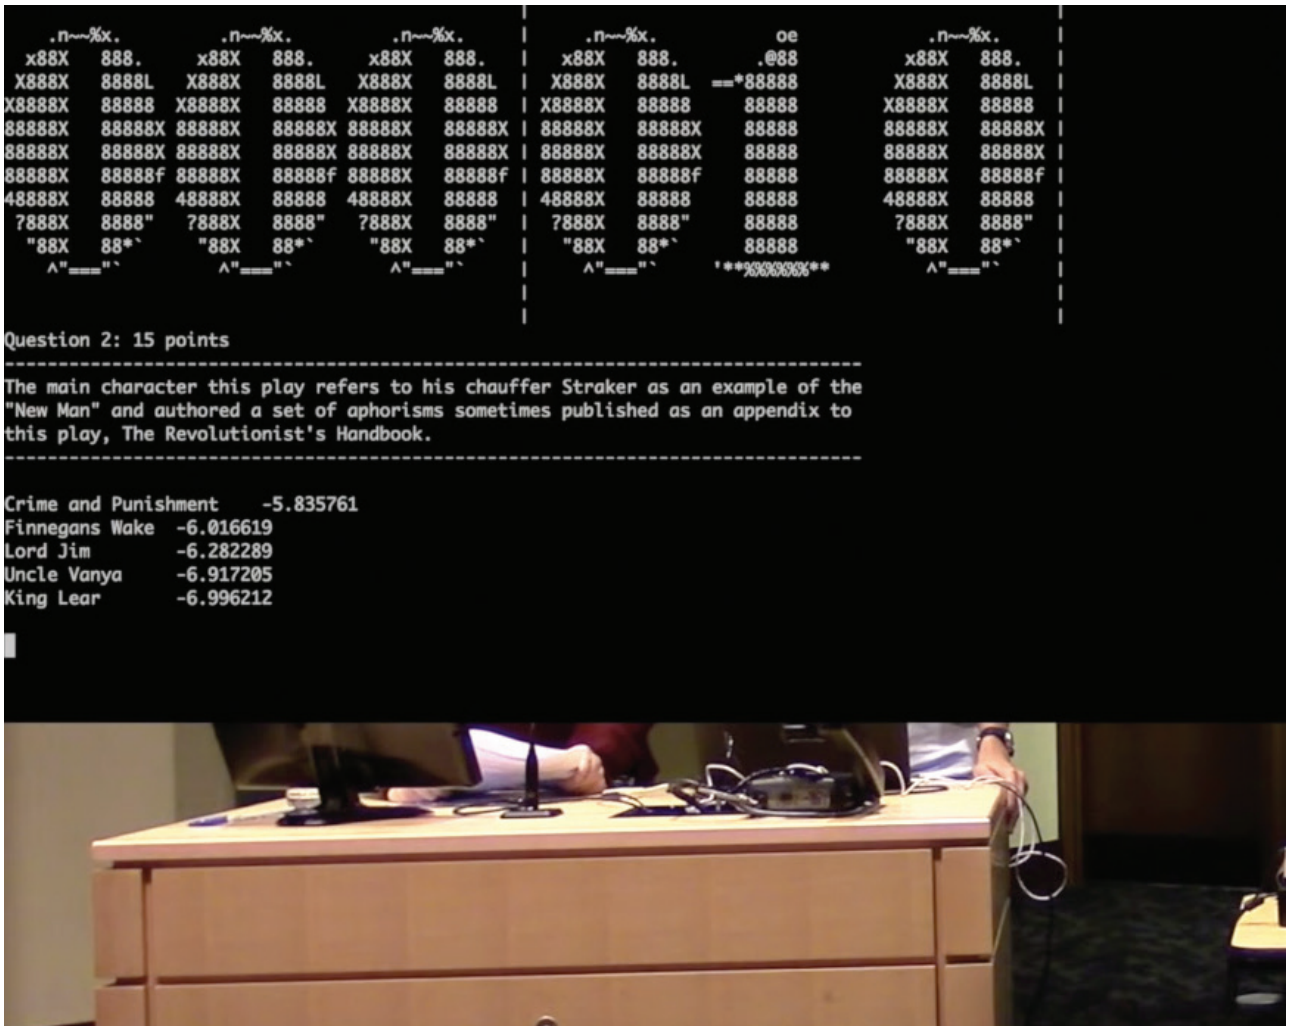 000 | 01 0 |
Question 2: 15 points
--------------------------------------------------------------------------------
The main character this play refers to his chauffer Straker as an example of the
"New Man" and authored a set of aphorisms sometimes published as an appendix to
this play, The Revolutionist's Handbook.
--------------------------------------------------------------------------------
Crime and Punishment -5.835761
Finnegans Wake -6.016619
Lord Jim -6.282289
Uncle Vanya -6.917205
King Lear -6.996212